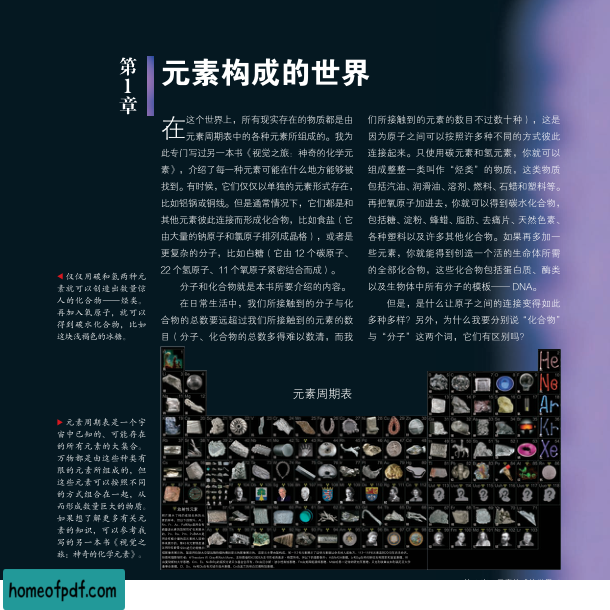 第1章
元素构成的世界
在这个世界上，所有现实存在的物质都是由
元素周期表中的各种元素所组成的。我为
此专门写过另一本书《视觉之旅：神奇的化学元
素》，介绍了每一种元素可能在什么地方能够被
找到。有时候，它们仅仅以单独的元素形式存在，
比如铝锅或铜线。但是通常情况下，它们都是和
其他元素彼此连接而形成化合物，比如食盐（它
由大量的钠原子和氯原子排列成晶格），或者是
更复杂的分子，比如白糖（它由12个碳原子、
22个氢原子、11个氧原子紧密结合而成）。
分子和化合物就是本书所要介绍的内容。
在日常生活中，我们所接触到的分子与化
合物的总数要远超过我们所接触到的元素的数
目（分子、化合物的总数多得难以数清，而我
们所接触到的元素的数目不过数十种），这是
因为原子之间可以按照许多种不同的方式彼此
连接起来。只使用碳元素和氢元素，你就可以
组成整整一类叫作“烃类”的物质，这类物质
包括汽油、润滑油、溶剂、燃料、石蜡和塑料等。
再把氧原子加进去，你就可以得到碳水化合物，
包括糖、淀粉、蜂蜡、脂肪、去痛片、天然色素、
各种塑料以及许多其他化合物。如果再多加一
些元素，你就能得到创造一个活的生命体所需
的全部化合物，这些化合物包括蛋白质、酶类
以及生物体中所有分子的模板——DNA。
但是，是什么让原子之间的连接变得如此
多种多样？另外，为什么我要分别说“化合物”
与“分子”这两个词，它们有区别吗？
◀ 仅仅用碳和氢两种元
素就可以创造出数量惊
人的化合物——烃类。
再加入氧原子，就可以
得到碳水化合物，比如
这块浅褐色的冰糖。
▶ 元素周期表是一个宇
宙中已知的、可能存在
的所有元素的大集合。
万物都是由这些种类有
限的元素所组成的，但
这些元素可以按照不同
的方式组合在一起，从
而形成数量巨大的物质。
如果想了解更多有关元
素的知识，可以参考我
写的另一本书《视觉之
旅：神奇的化学元素》。
元素周期表
He
Ne
Ar
Kr
Xe
homeofpdf.com